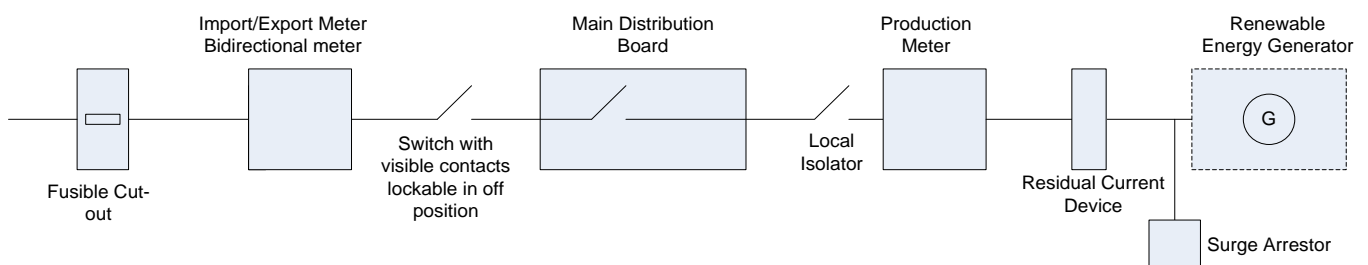 Import/Export Meter
Bidirectional meter
Main Distribution
Board
Production
Meter
Renewable
Energy Generator
G
Switch with
visible contacts
lockable in off
position
Local
Isolator
Fusible Cut-
out
Residual Current
Device
Surge Arrestor